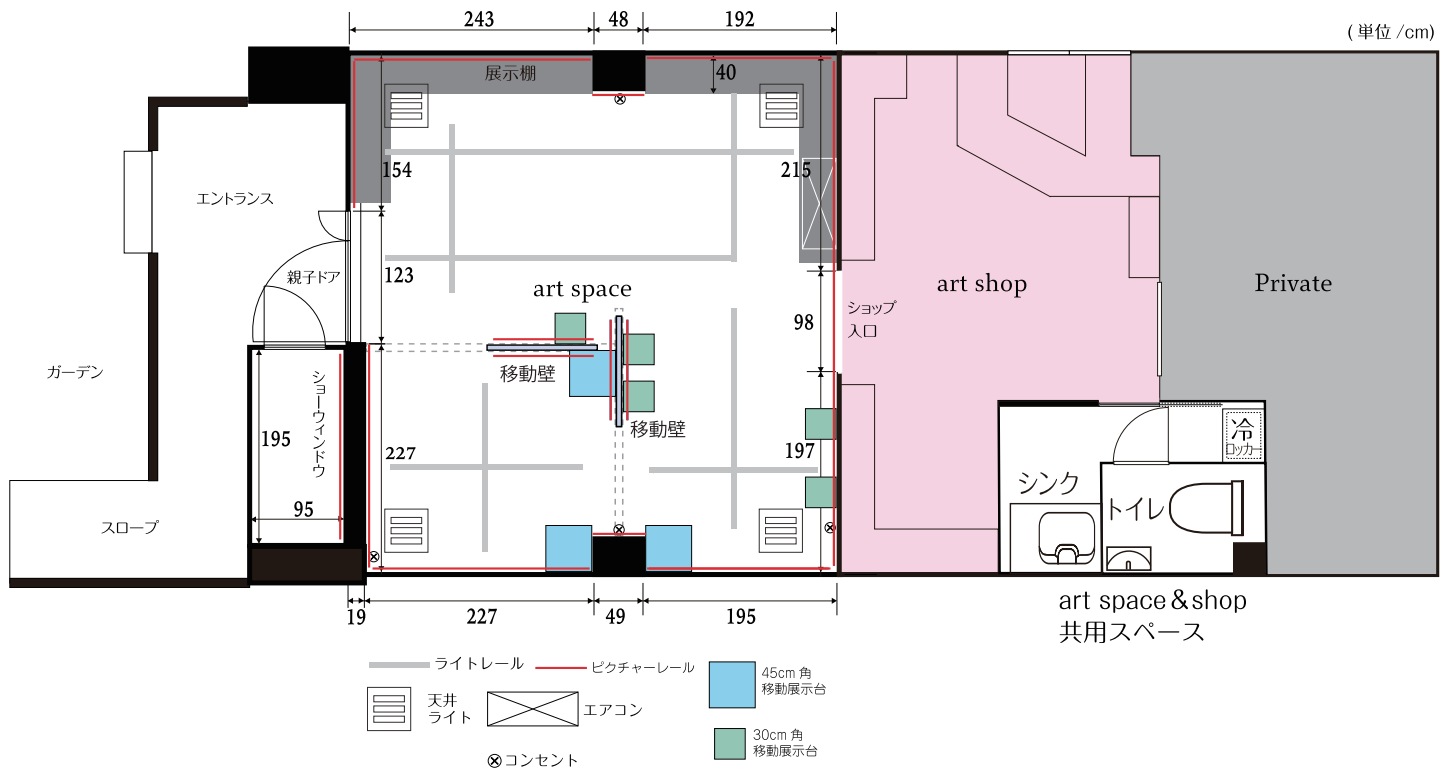 243
48
192
(単位/cm)
展示棚
40
154
215
エントランス
親子ドア
123
art space
98
ショップ
入口
art shop
Private
ガーデン
移動壁
移動壁
ショーウィンドウ
195
95
227
197
スロープ
シンク
トイレ
冷
ロッカー
19
227
49
195
art space&shop
共用スペース
ライトレール
ピクチャーレール
45cm 角
移動展示台
天井
ライト
エアコン
30cm 角
移動展示台
コンセント